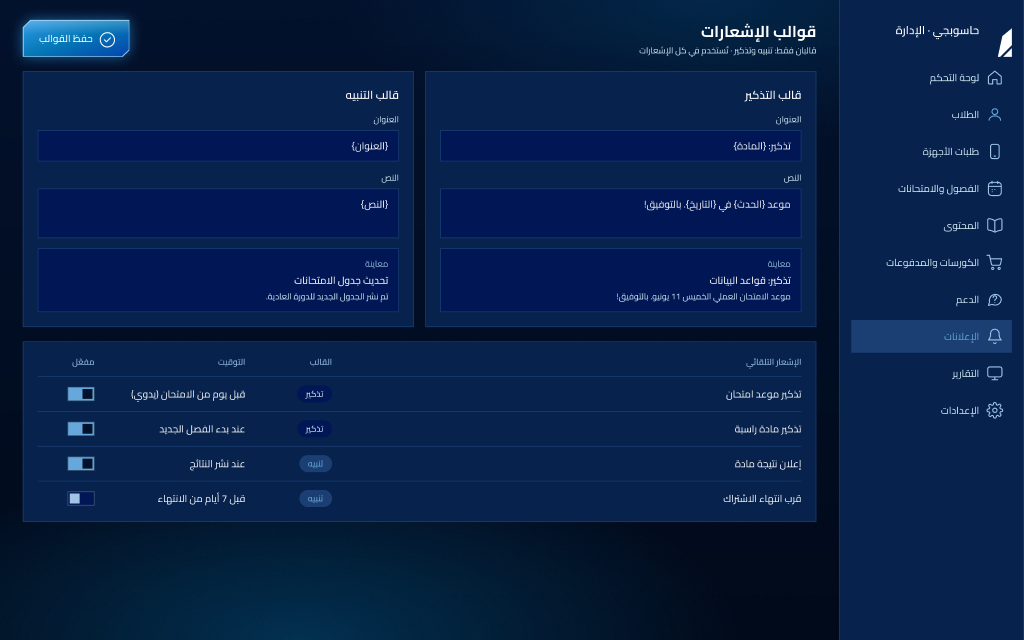 حاسوبجي · الإدارة
لوحة التحكم
الطلاب
طلبات الأجهزة
الفصول والامتحانات
المحتوى
الكورسات والمدفوعات
الدعم
الإعلانات
التقارير
الإعدادات
قوالب الإشعارات
قالبان فقط: تنبيه وتذكير · تُستخدم في كل الإشعارات
حفظ القوالب
قالب التذكير
العنوان
تذكير: {المادة}
النص
موعد {الحدث} في {التاريخ}. بالتوفيق!
معاينة
تذكير: قواعد البيانات
موعد الامتحان العملي الخميس 11 يونيو. بالتوفيق!
قالب التنبيه
العنوان
{العنوان}
النص
{النص}
معاينة
تحديث جدول الامتحانات
تم نشر الجدول الجديد للدورة العادية.
الإشعار التلقائي القالب التوقيت مفعّل
تذكير موعد امتحان تذكير قبل يوم من الامتحان (يدوي)
تذكير مادة راسبة تذكير عند بدء الفصل الجديد
إعلان نتيجة مادة تنبيه عند نشر النتائج
قرب انتهاء الاشتراك تنبيه قبل 7 أيام من الانتهاء